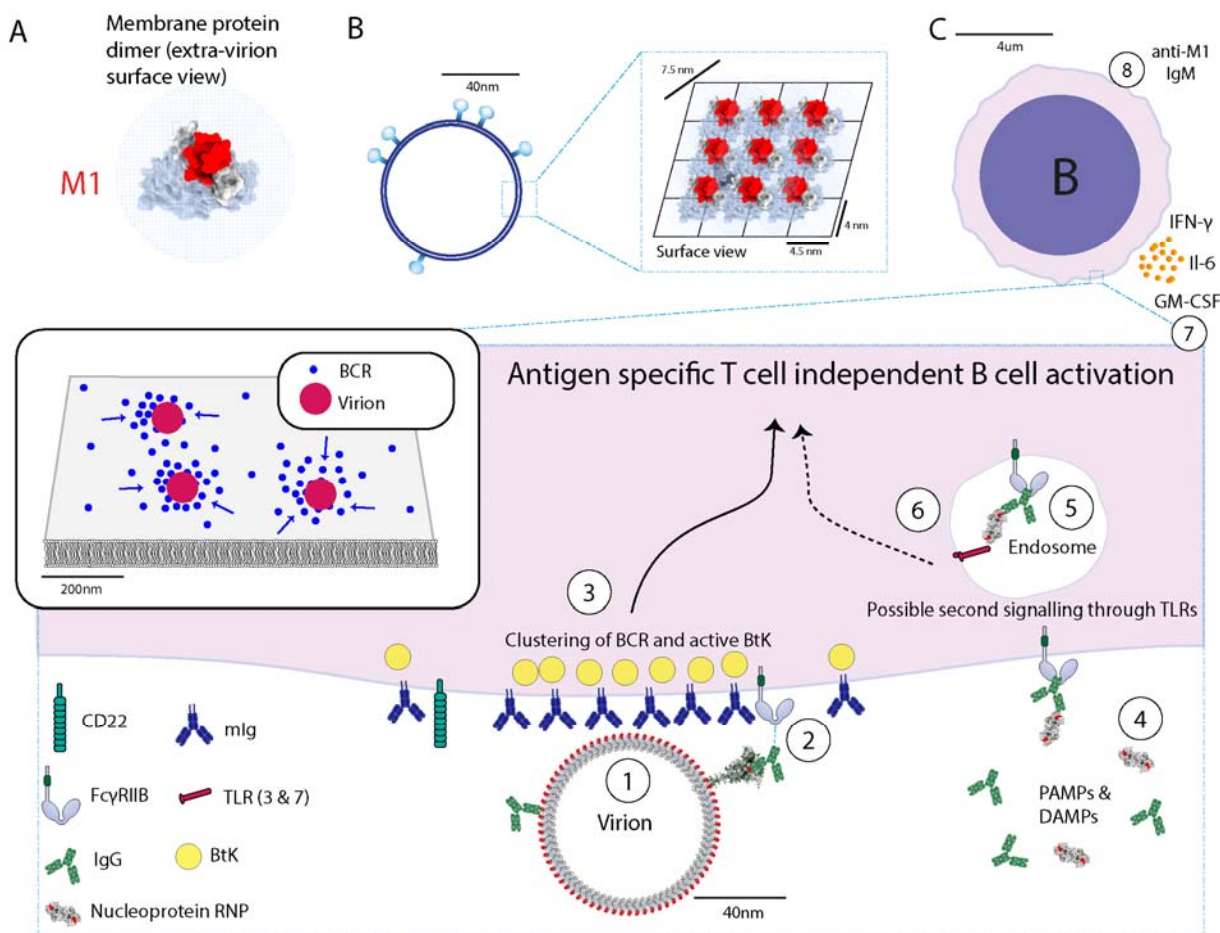 A
Membrane protein
dimer (extra-virion
surface view)
M1
B
40nm
7.5 nm
4 nm
4.5 nm
Surface view
C
4um
8
anti-M1
IgM
B
IFN-γ
Il-6
GM-CSF
7
BCR
Virion
200nm
Antigen specific T cell independent B cell activation
6
5
Endosome
3
Possible second signalling through TLRs
Clustering of BCR and active BtK
CD22
mIg
FcγRIIB
TLR (3 & 7)
IgG
BtK
Nucleoprotein RNP
1
Virion
2
40nm
4
PAMPs &
DAMPs